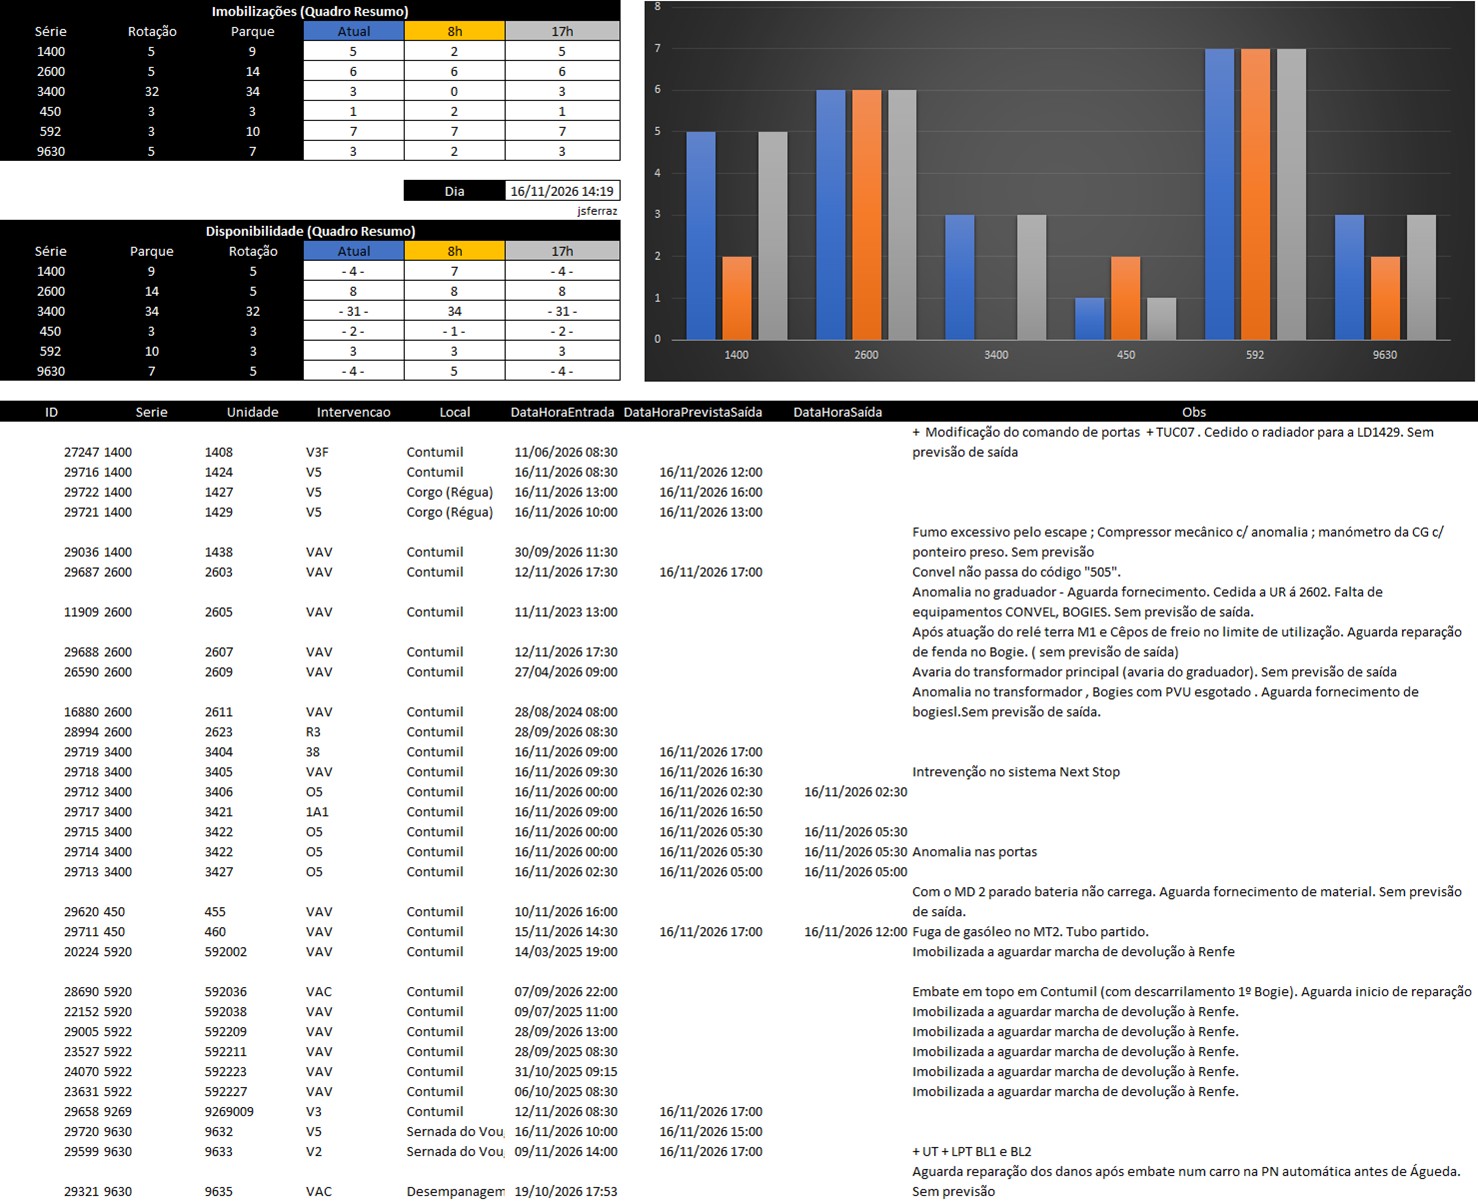 Imobilizações (Quadro Resumo)
Série Rotação Parque Atual 8h 17h
1400 5 9 5 2 5
2600 5 14 6 6 6
3400 32 34 3 0 3
450 3 3 1 2 1
592 3 10 7 7 7
9630 5 7 3 2 3
Dia 16/11/2026 14:19
jsferraz
Disponibilidade (Quadro Resumo)
Série Parque Rotação Atual 8h 17h
1400 9 5 - 4 - 7 - 4 -
2600 14 5 8 8 8
3400 34 32 - 31 - 34 - 31 -
450 3 3 - 2 - - 1 - - 2 -
592 10 3 3 3 3
9630 7 5 - 4 - 5 - 4 -
8
7
6
5
4
3
2
1
0
1400 2600 3400 450 592 9630
ID Serie Unidade Intervencao Local DataHoraEntrada DataHoraPrevistaSaída DataHoraSaída Obs
+ Modificação do comando de portas + TUC07 . Cedido o radiador para a LD1429. Sem
27247 1400 1408 V3F Contumil 11/06/2026 08:30 previsão de saída
29716 1400 1424 V5 Contumil 16/11/2026 08:30 16/11/2026 12:00
29722 1400 1427 V5 Corgo (Régua) 16/11/2026 13:00 16/11/2026 16:00
29721 1400 1429 V5 Corgo (Régua) 16/11/2026 10:00 16/11/2026 13:00
Fumo excessivo pelo escape ; Compressor mecânico c/ anomalia ; manómetro da CG c/
29036 1400 1438 VAV Contumil 30/09/2026 11:30 ponteiro preso. Sem previsão
29687 2600 2603 VAV Contumil 12/11/2026 17:30 16/11/2026 17:00 Convel não passa do código "505".
Anomalia no graduador - Aguarda fornecimento. Cedida a UR á 2602. Falta de
11909 2600 2605 VAV Contumil 11/11/2023 13:00 equipamentos CONVEL, BOGIES. Sem previsão de saída.
Após atuação do relé terra M1 e Cêpos de freio no limite de utilização. Aguarda reparação
29688 2600 2607 VAV Contumil 12/11/2026 17:30 de fenda no Bogie. ( sem previsão de saída)
26590 2600 2609 VAV Contumil 27/04/2026 09:00 Avaria do transformador principal (avaria do graduador). Sem previsão de saída
Anomalia no transformador , Bogies com PVU esgotado . Aguarda fornecimento de
16880 2600 2611 VAV Contumil 28/08/2024 08:00 bogiesl.Sem previsão de saída.
28994 2600 2623 R3 Contumil 28/09/2026 08:30
29719 3400 3404 38 Contumil 16/11/2026 09:00 16/11/2026 17:00
29718 3400 3405 VAV Contumil 16/11/2026 09:30 16/11/2026 16:30 Intrevenção no sistema Next Stop
29712 3400 3406 O5 Contumil 16/11/2026 00:00 16/11/2026 02:30 16/11/2026 02:30
29717 3400 3421 1A1 Contumil 16/11/2026 09:00 16/11/2026 16:50
29715 3400 3422 O5 Contumil 16/11/2026 00:00 16/11/2026 05:30 16/11/2026 05:30
29714 3400 3422 O5 Contumil 16/11/2026 00:00 16/11/2026 05:30 16/11/2026 05:30 Anomalia nas portas
29713 3400 3427 O5 Contumil 16/11/2026 02:30 16/11/2026 05:00 16/11/2026 05:00
Com o MD 2 parado bateria não carrega. Aguarda fornecimento de material. Sem previsão
29620 450 455 VAV Contumil 10/11/2026 16:00 de saída.
29711 450 460 VAV Contumil 15/11/2026 14:30 16/11/2026 17:00 16/11/2026 12:00 Fuga de gasóleo no MT2. Tubo partido.
20224 5920 592002 VAV Contumil 14/03/2025 19:00 Imobilizada a aguardar marcha de devolução à Renfe
28690 5920 592036 VAC Contumil 07/09/2026 22:00 Embate em topo em Contumil (com descarrilamento 1º Bogie). Aguarda inicio de reparação
22152 5920 592038 VAV Contumil 09/07/2025 11:00 Imobilizada a aguardar marcha de devolução à Renfe.
29005 5922 592209 VAV Contumil 28/09/2026 13:00 Imobilizada a aguardar marcha de devolução à Renfe.
23527 5922 592211 VAV Contumil 28/09/2025 08:30 Imobilizada a aguardar marcha de devolução à Renfe.
24070 5922 592223 VAV Contumil 31/10/2025 09:15 Imobilizada a aguardar marcha de devolução à Renfe.
23631 5922 592227 VAV Contumil 06/10/2025 08:30 Imobilizada a aguardar marcha de devolução à Renfe.
29658 9269 9269009 V3 Contumil 12/11/2026 08:30 16/11/2026 17:00
29720 9630 9632 V5 Sernada do Vou 16/11/2026 10:00 16/11/2026 15:00
29599 9630 9633 V2 Sernada do Vou 09/11/2026 14:00 16/11/2026 17:00 + UT + LPT BL1 e BL2
Aguarda reparação dos danos após embate num carro na PN automática antes de Águeda.
29321 9630 9635 VAC Desempanagem 19/10/2026 17:53 Sem previsão